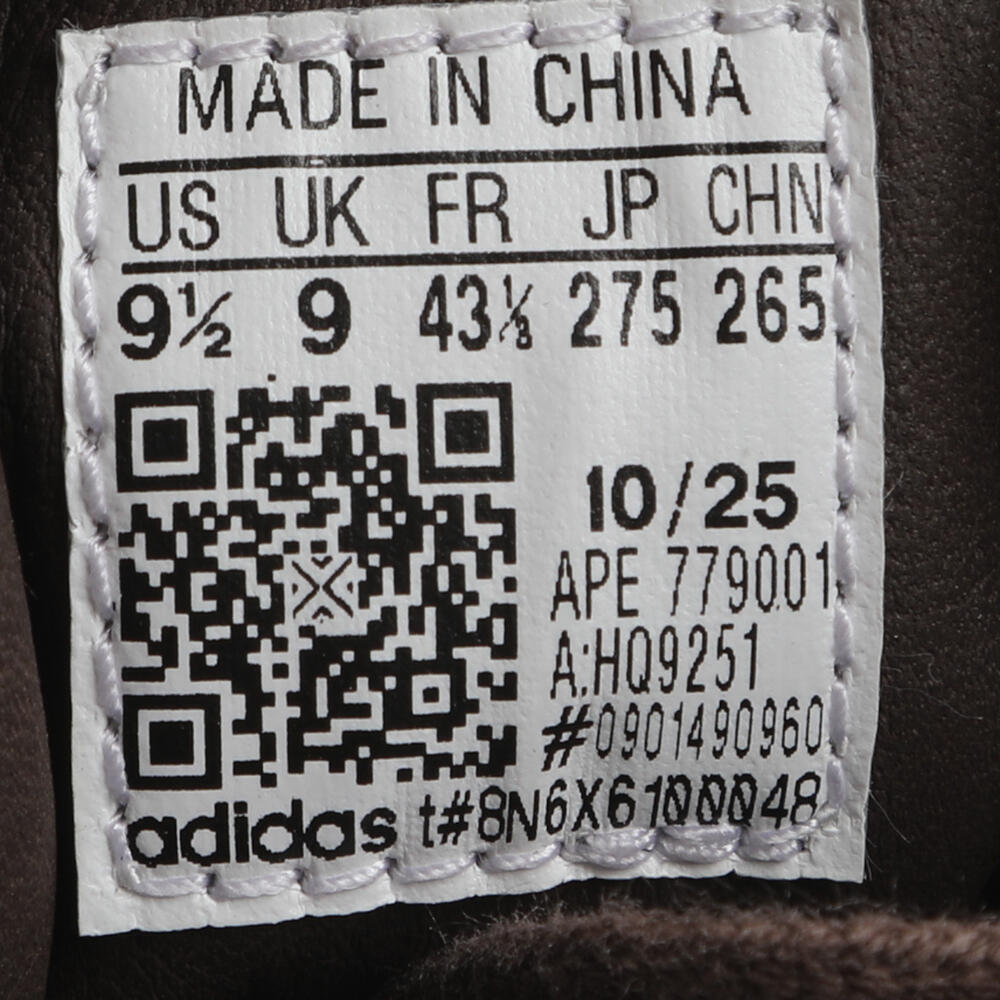 MADE IN CHINA
US UK FR JP CHN
9½ 9 43⅓ 275 265
10/25
APE 779001
A:HQ9251
#0901490960
adidas t#8N6X6100048